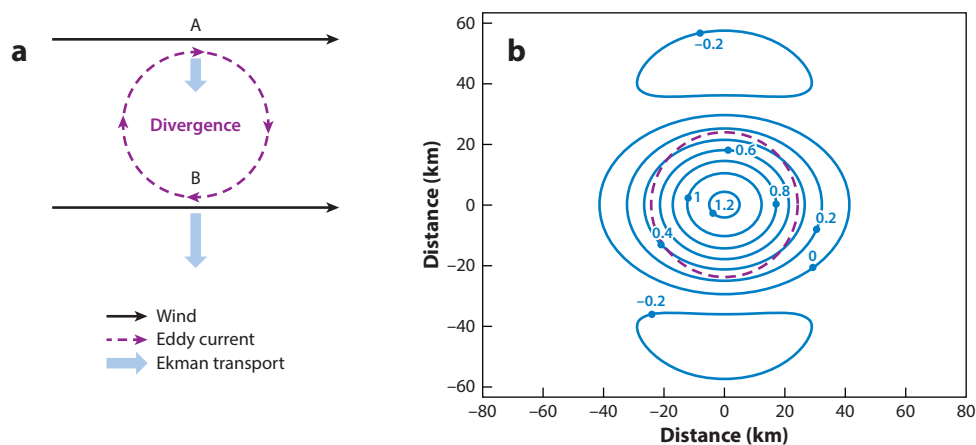 a
A
Divergence
B
Wind
Eddy current
Ekman transport
b
Distance (km)
60
40
20
0
−20
−40
−60
−0.2
0.6
0.8
1
1.2
0.4
0.2
0
−0.2
−80
−60
−40
−20
0
20
40
60
80
Distance (km)